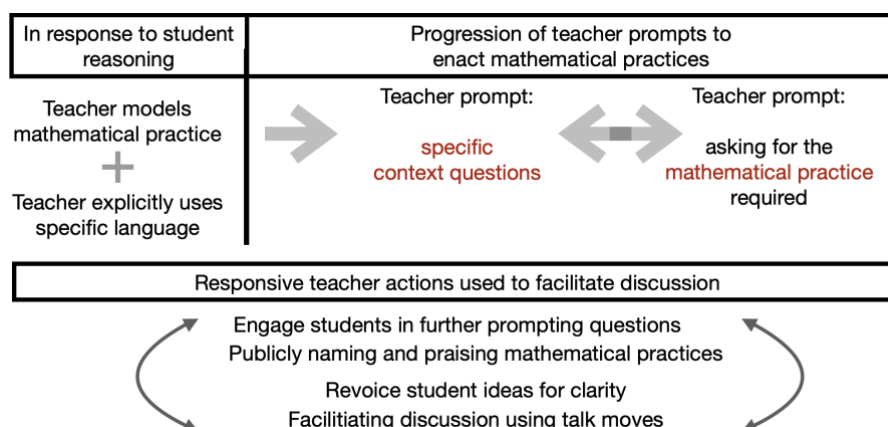 In response to student
reasoning
Progression of teacher prompts to
enact mathematical practices
Teacher models
mathematical practice
+
Teacher explicitly uses
specific language
Teacher prompt:
specific
context questions
Teacher prompt:
asking for the
mathematical practice
required
Responsive teacher actions used to facilitate discussion
Engage students in further prompting questions
Publicly naming and praising mathematical practices
Revoice student ideas for clarity
Facilitiating discussion using talk moves